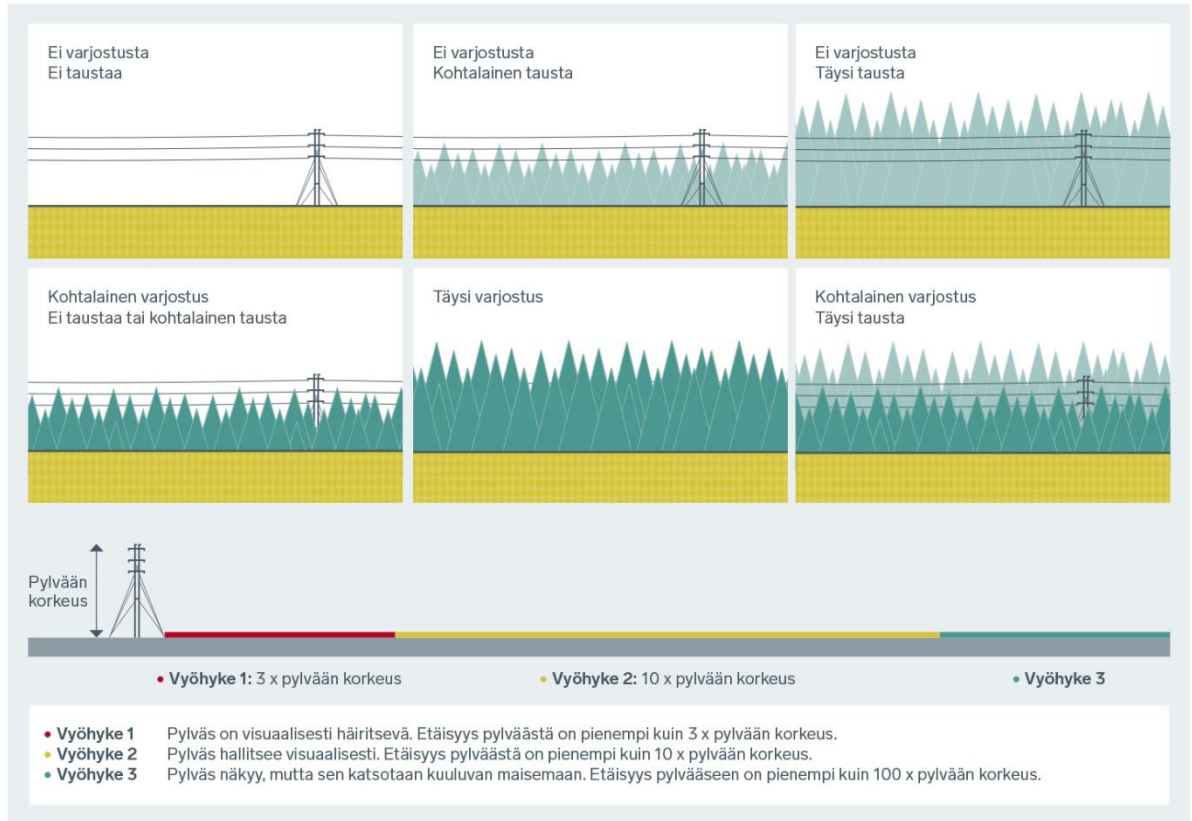 Ei varjostusta
Ei taustaa
Ei varjostusta
Kohtalainen tausta
Ei varjostusta
Täysi tausta
Kohtalainen varjostus
Ei taustaa tai kohtalainen tausta
Täysi varjostus
Kohtalainen varjostus
Täysi tausta
Pylvään
korkeus
• Vyöhyke 1: 3 x pylvään korkeus
• Vyöhyke 2: 10 x pylvään korkeus
• Vyöhyke 3
• Vyöhyke 1 Pylväs on visuaalisesti häiritsevä. Etäisyys pylväästä on pienempi kuin 3 x pylvään korkeus.
• Vyöhyke 2 Pylväs hallitsee visuaalisesti. Etäisyys pylväästä on pienempi kuin 10 x pylvään korkeus.
• Vyöhyke 3 Pylväs näkyy, mutta sen katsotaan kuuluvan maisemaan. Etäisyys pylvääseen on pienempi kuin 100 x pylvään korkeus.